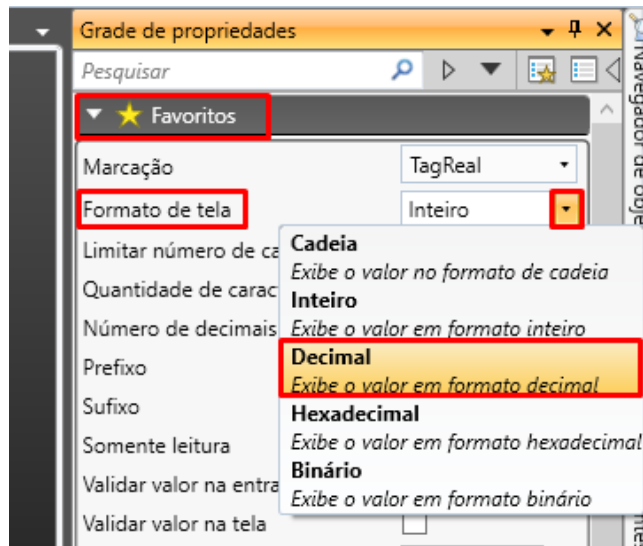 Grade de propriedades
Pesquisar
Favoritos
Marcação TagReal
Formato de tela Inteiro
Limitar número de ca
Quantidade de carac
Número de decimais
Prefixo
Sufixo
Somente leitura
Validar valor na entra
Validar valor na tela
Cadeia
Exibe o valor no formato de cadeia
Inteiro
Exibe o valor em formato inteiro
Decimal
Exibe o valor em formato decimal
Hexadecimal
Exibe o valor em formato hexadecimal
Binário
Exibe o valor em formato binário
Navegador de obje